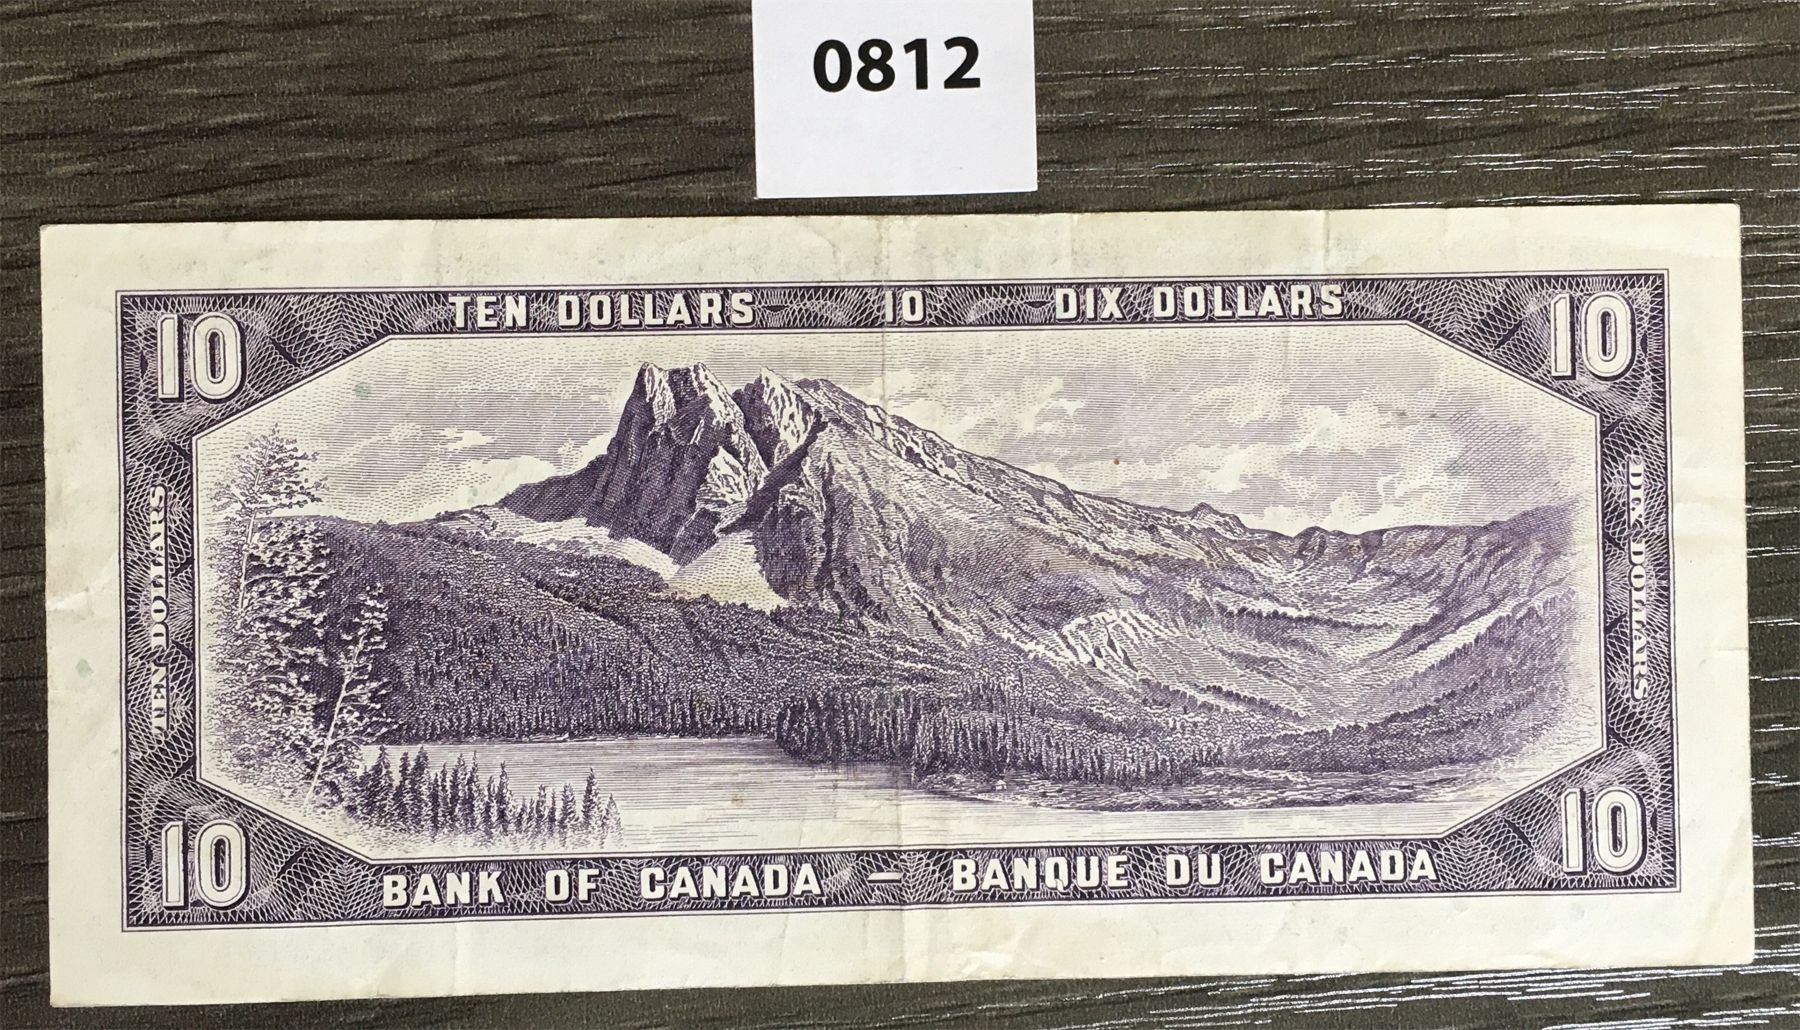 0812
TEN DOLLARS 10 DIX DOLLARS
10
10
TEN DOLLARS
DIX DOLLARS
10
10
BANK OF CANADA – BANQUE DU CANADA